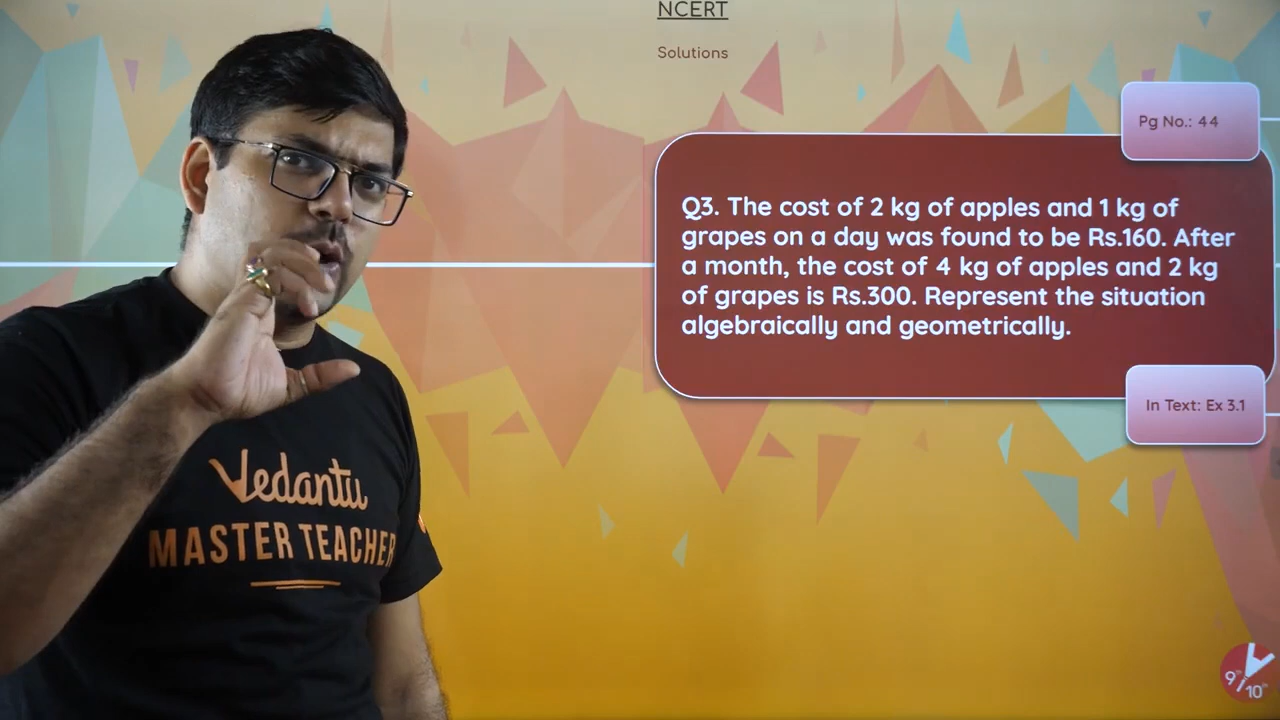 NCERT
Solutions
Pg No.: 44
Q3. The cost of 2 kg of apples and 1 kg of
grapes on a day was found to be Rs.160. After
a month, the cost of 4 kg of apples and 2 kg
of grapes is Rs.300. Represent the situation
algebraically and geometrically.
In Text: Ex 3.1
Vedantu
MASTER TEACHER
V
9th 10th